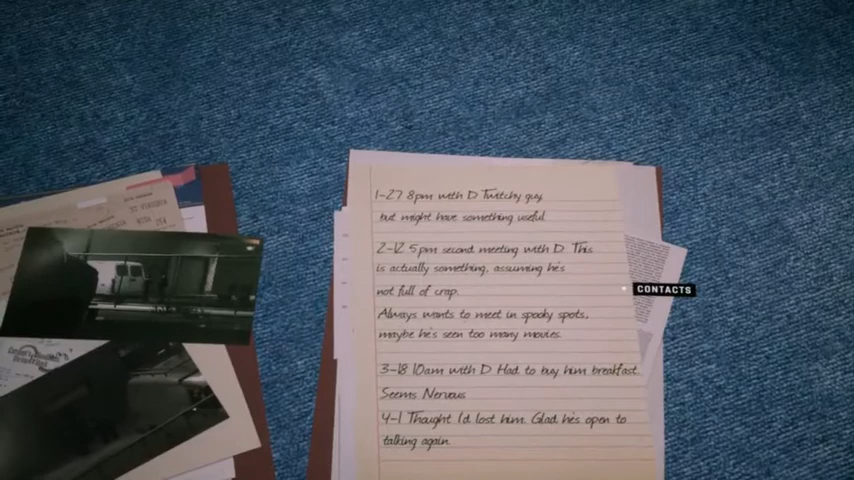 1-27 8pm with D Twitchy guy,
but might have something useful
2-12 5pm second meeting with D. This
is actually something, assuming he's
not full of crap.
Always wants to meet in spooky spots,
maybe he's seen too many movies.
3-18 10am with D Had to buy him breakfast.
Seems Nervous
4-1 Thought I'd lost him. Glad he's open to
talking again.
CONTACTS